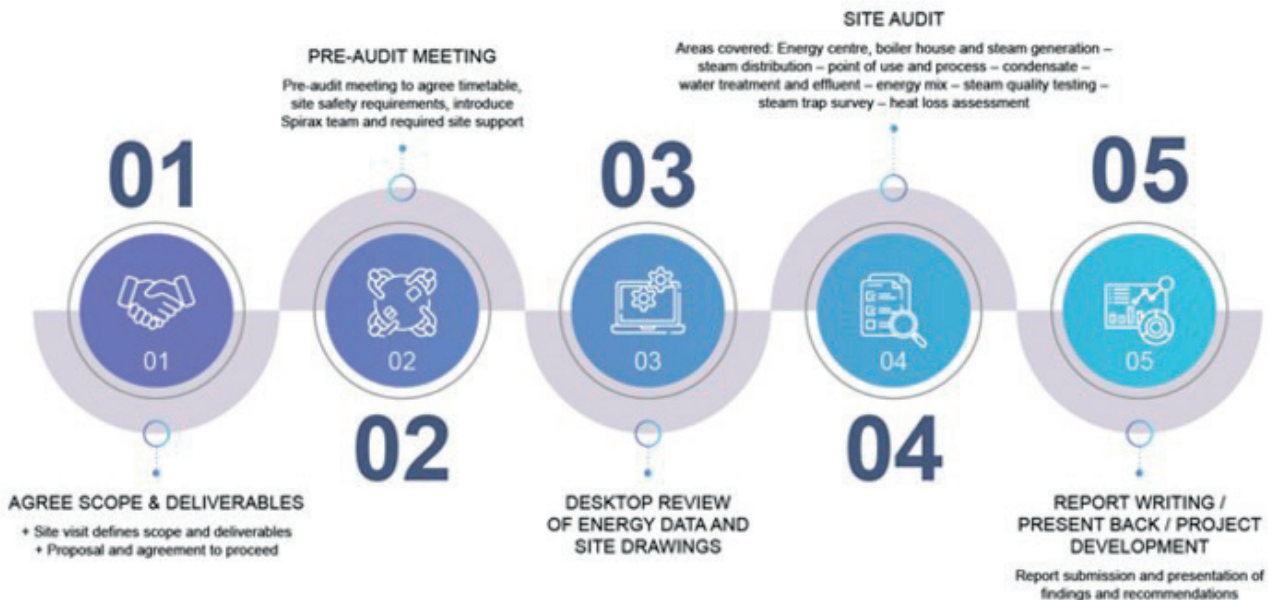 01
01
AGREE SCOPE & DELIVERABLES
+ Site visit defines scope and deliverables
+ Proposal and agreement to proceed
PRE-AUDIT MEETING
Pre-audit meeting to agree timetable,
site safety requirements, introduce
Spirax team and required site support
02
02
03
03
DESKTOP REVIEW
OF ENERGY DATA AND
SITE DRAWINGS
SITE AUDIT
Areas covered: Energy centre, boiler house and steam generation –
steam distribution – point of use and process – condensate –
water treatment and effluent – energy mix – steam quality testing –
steam trap survey – heat loss assessment
04
04
05
05
REPORT WRITING /
PRESENT BACK / PROJECT
DEVELOPMENT
Report submission and presentation of
findings and recommendations